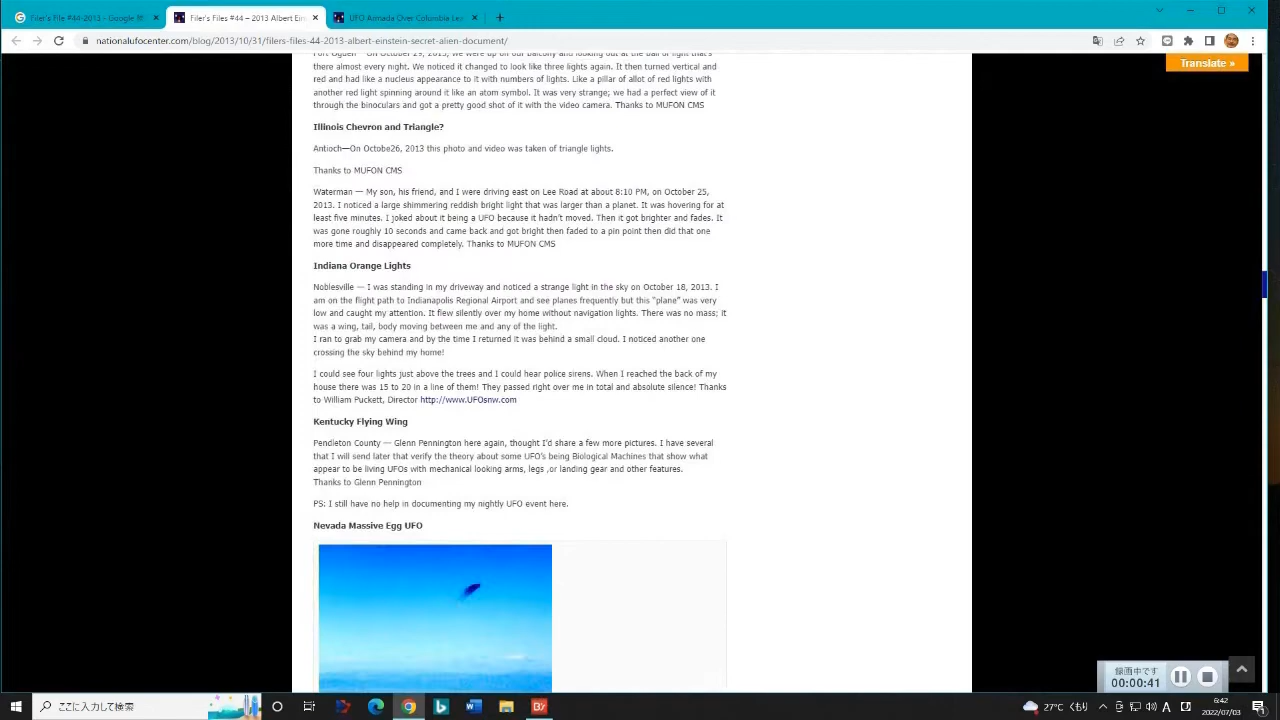 Filer's Files #44-2013 - Google 検
Filer's Files #44 – 2013 Albert Ein
UFO Armada Over Columbia Lea
nationalufocenter.com/blog/2013/10/31/filers-files-44-2013-albert-einstein-secret-alien-document/
Translate »
there almost every night. We noticed it changed to look like three lights again. It then turned vertical and
red and had like a nucleus appearance to it with numbers of lights. Like a pillar of allot of red lights with
another red light spinning around it like an atom symbol. It was very strange; we had a perfect view of it
through the binoculars and got a pretty good shot of it with the video camera. Thanks to MUFON CMS
Illinois Chevron and Triangle?
Antioch—On Octobe26, 2013 this photo and video was taken of triangle lights.
Thanks to MUFON CMS
Waterman — My son, his friend, and I were driving east on Lee Road at about 8:10 PM, on October 25,
2013. I noticed a large shimmering reddish bright light that was larger than a planet. It was hovering for at
least five minutes. I joked about it being a UFO because it hadn't moved. Then it got brighter and fades. It
was gone roughly 10 seconds and came back and got bright then faded to a pin point then did that one
more time and disappeared completely. Thanks to MUFON CMS
Indiana Orange Lights
Noblesville — I was standing in my driveway and noticed a strange light in the sky on October 18, 2013. I
am on the flight path to Indianapolis Regional Airport and see planes frequently but this "plane" was very
low and caught my attention. It flew silently over my home without navigation lights. There was no mass; it
was a wing, tail, body moving between me and any of the light.
I ran to grab my camera and by the time I returned it was behind a small cloud. I noticed another one
crossing the sky behind my home!
I could see four lights just above the trees and I could hear police sirens. When I reached the back of my
house there was 15 to 20 in a line of them! They passed right over me in total and absolute silence! Thanks
to William Puckett, Director http://www.UFOsnw.com
Kentucky Flying Wing
Pendleton County — Glenn Pennington here again, thought I'd share a few more pictures. I have several
that I will send later that verify the theory about some UFO's being Biological Machines that show what
appear to be living UFOs with mechanical looking arms, legs ,or landing gear and other features.
Thanks to Glenn Pennington
PS: I still have no help in documenting my nightly UFO event here.
Nevada Massive Egg UFO
録画中です
00:00:41
ここに入力して検索
27°C くもり
A
6:42
2022/07/03